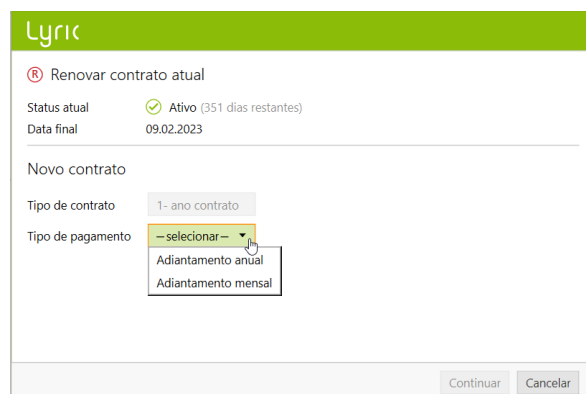 Lyric
® Renovar contrato atual
Status atual Ativo (351 dias restantes)
Data final 09.02.2023
Novo contrato
Tipo de contrato 1- ano contrato
Tipo de pagamento —selecionar—
Adiantamento anual
Adiantamento mensal
Continuar Cancelar